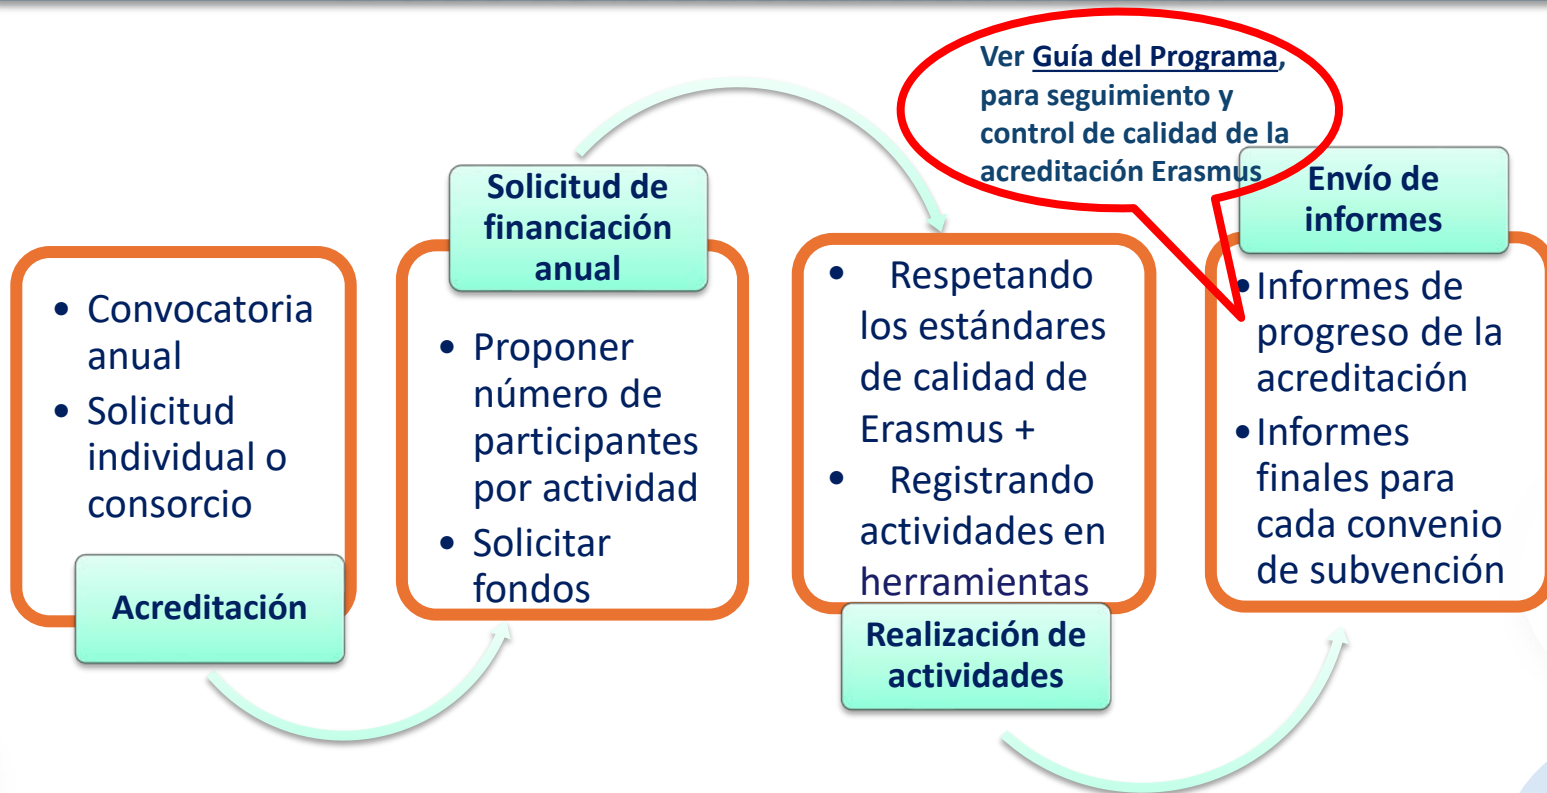 Ver Guía del Programa,
para seguimiento y
control de calidad de la
acreditación Erasmus
• Convocatoria
anual
• Solicitud
individual o
consorcio
Acreditación
Solicitud de
financiación
anual
• Proponer
número de
participantes
por actividad
• Solicitar
fondos
• Respetando
los estándares
de calidad de
Erasmus +
• Registrando
actividades en
herramientas
Realización de
actividades
Envío de
informes
• Informes de
progreso de la
acreditación
• Informes
finales para
cada convenio
de subvención